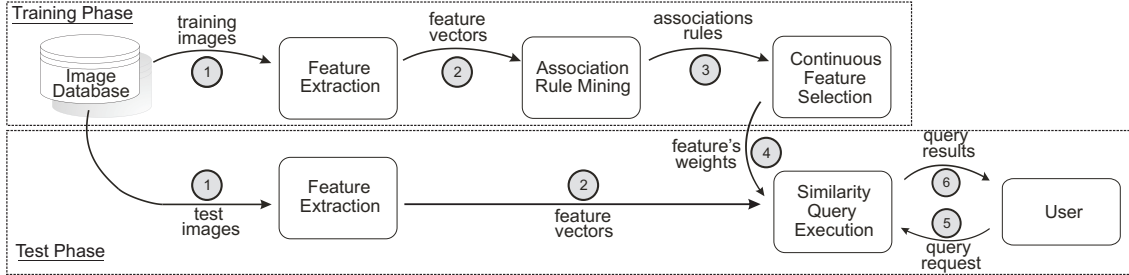 Training Phase
training
images
1
feature
vectors
2
associations
rules
3
Image
Database
Feature
Extraction
Association
Rule Mining
Continuous
Feature
Selection
feature's
weights
4
query
results
6
1
test
images
Feature
Extraction
2
feature
vectors
Similarity
Query
Execution
5
query
request
User
Test Phase